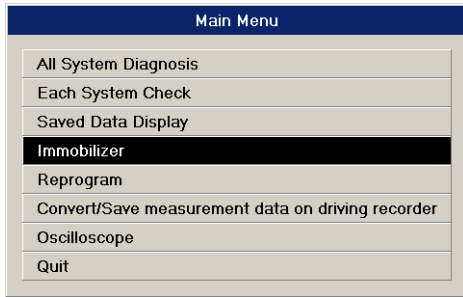 Main Menu
All System Diagnosis
Each System Check
Saved Data Display
Immobilizer
Reprogram
Convert/Save measurement data on driving recorder
Oscilloscope
Quit